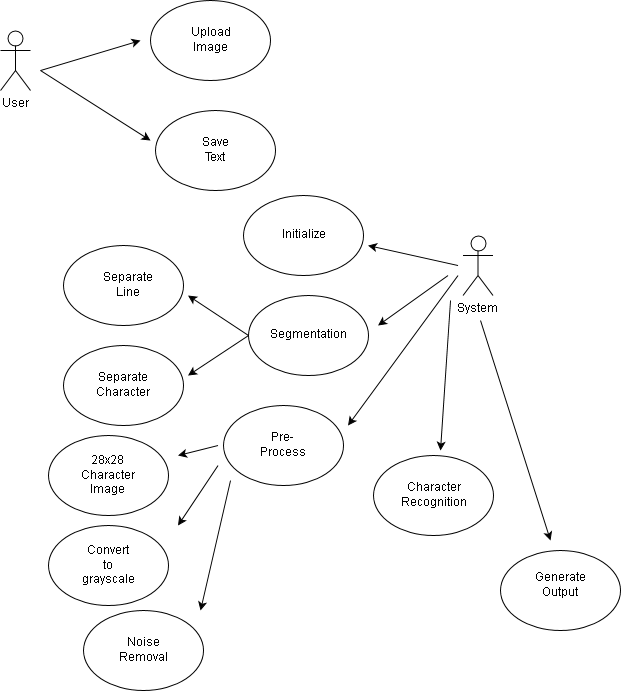 Upload
Image
User
Save
Text
Initialize
System
Separate
Line
Segmentation
Separate
Character
Pre-
Process
28x28
Character
Image
Character
Recognition
Convert
to
grayscale
Generate
Output
Noise
Removal